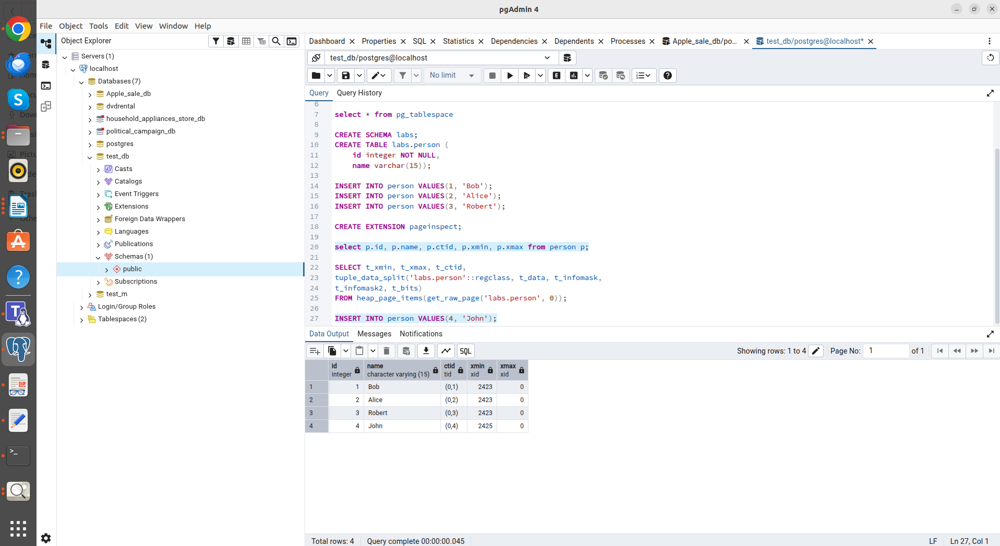 pgAdmin 4
File Object Tools Edit View Window Help
Object Explorer
Servers (1)
localhost
Databases (7)
Apple_sale_db
dvdrental
household_appliances_store_db
political_campaign_db
postgres
test_db
Casts
Catalogs
Event Triggers
Extensions
Foreign Data Wrappers
Languages
Publications
Schemas (1)
public
Subscriptions
test_m
Login/Group Roles
Tablespaces (2)
Dashboard Properties SQL Statistics Dependencies Dependents Processes Apple_sale_db/po... test_db/postgres@localhost*
test_db/postgres@localhost
No limit
Query Query History
6
7 select * from pg_tablespace
8
9 CREATE SCHEMA labs;
10 CREATE TABLE labs.person (
11 id integer NOT NULL,
12 name varchar(15));
13
14 INSERT INTO person VALUES(1, 'Bob');
15 INSERT INTO person VALUES(2, 'Alice');
16 INSERT INTO person VALUES(3, 'Robert');
17
18 CREATE EXTENSION pageinspect;
19
20 select p.id, p.name, p.ctid, p.xmin, p.xmax from person p;
21
22 SELECT t_xmin, t_xmax, t_ctid,
23 tuple_data_split('labs.person'::regclass, t_data, t_infomask,
24 t_infomask2, t_bits)
25 FROM heap_page_items(get_raw_page('labs.person', 0));
26
27 INSERT INTO person VALUES(4, 'John');
Data Output Messages Notifications
SQL Showing rows: 1 to 4 Page No: 1 of 1
id name ctid xmin xmax
integer character varying (15) tid xid xid
1 1 Bob (0,1) 2423 0
2 2 Alice (0,2) 2423 0
3 3 Robert (0,3) 2423 0
4 4 John (0,4) 2425 0
Total rows: 4 Query complete 00:00:00.045 LF Ln 27, Col 1